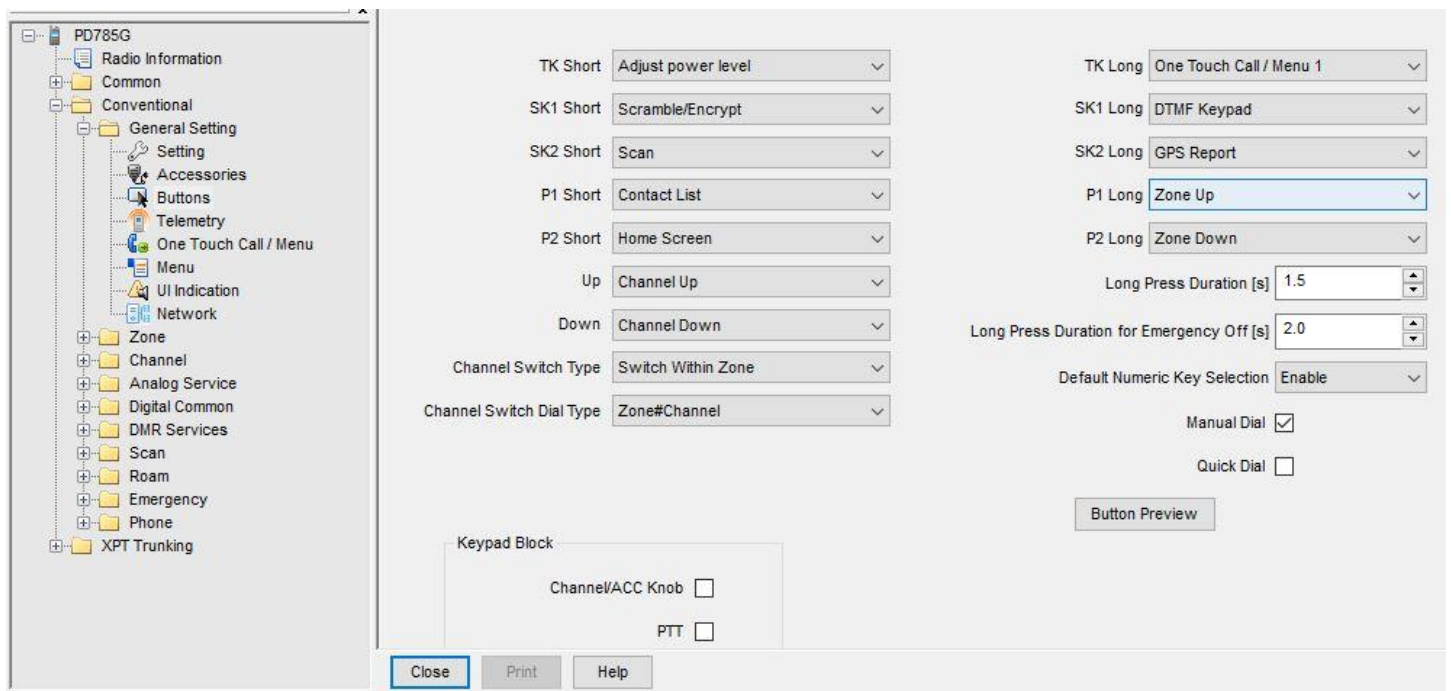 PD785G
Radio Information
Common
Conventional
General Setting
Setting
Accessories
Buttons
Telemetry
One Touch Call / Menu
Menu
UI Indication
Network
Zone
Channel
Analog Service
Digital Common
DMR Services
Scan
Roam
Emergency
Phone
XPT Trunking
TK Short Adjust power level TK Long One Touch Call / Menu 1
SK1 Short Scramble/Encrypt SK1 Long DTMF Keypad
SK2 Short Scan SK2 Long GPS Report
P1 Short Contact List P1 Long Zone Up
P2 Short Home Screen P2 Long Zone Down
Up Channel Up Long Press Duration [s] 1.5
Down Channel Down Long Press Duration for Emergency Off [s] 2.0
Channel Switch Type Switch Within Zone Default Numeric Key Selection Enable
Channel Switch Dial Type Zone#Channel Manual Dial
Quick Dial
Button Preview
Keypad Block
Channel/ACC Knob
PTT
Close Print Help